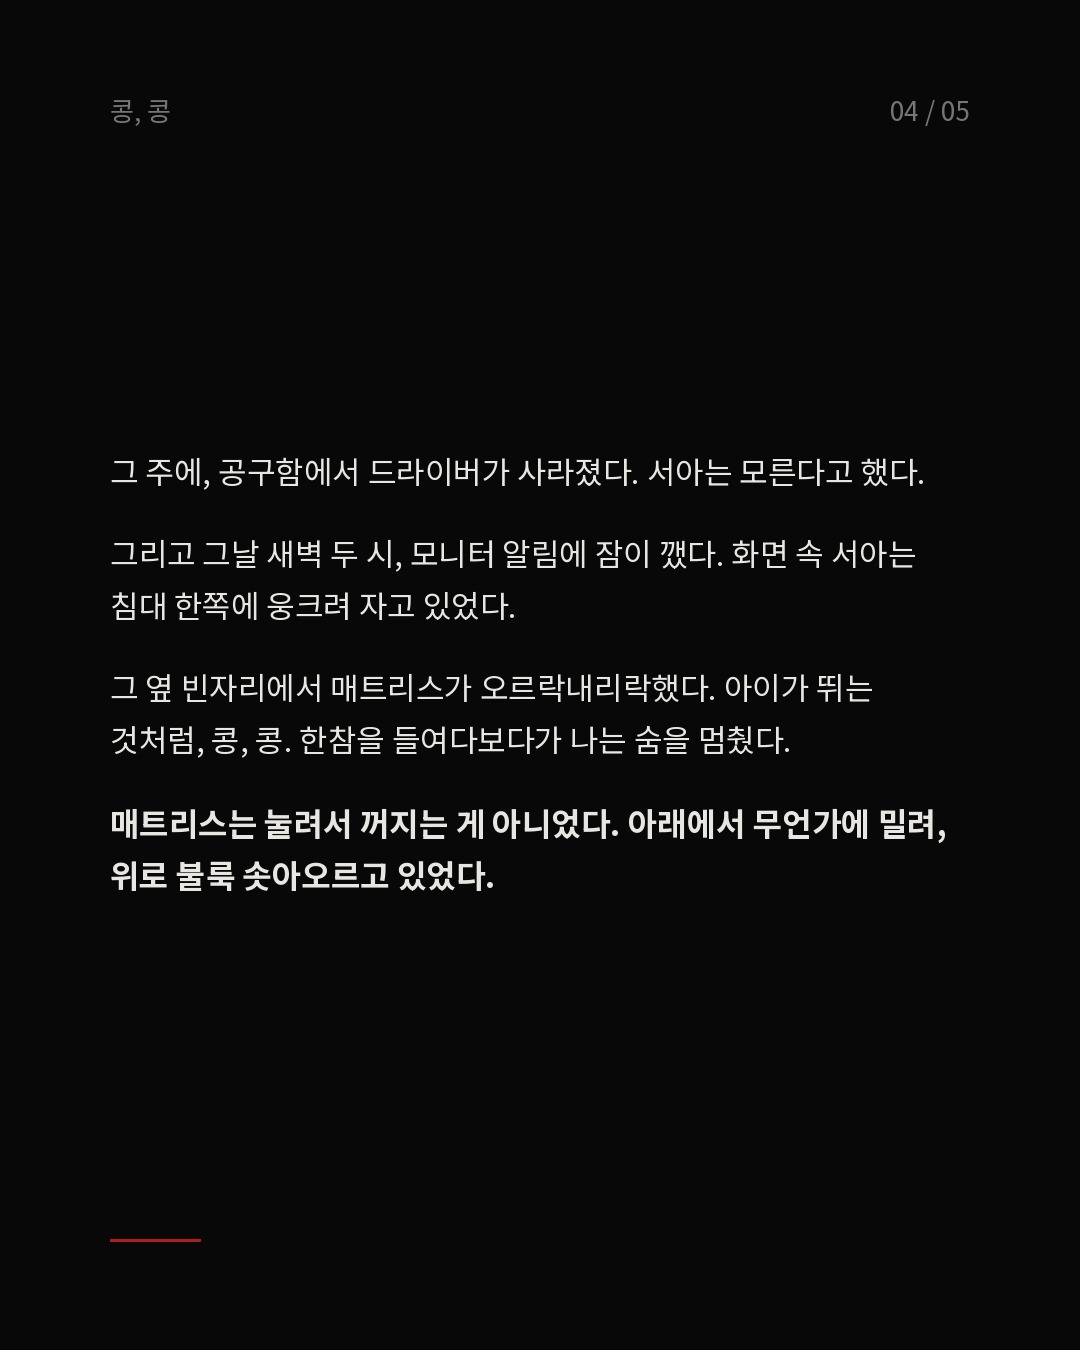 콩, 콩
04 / 05
그 주에, 공구함에서 드라이버가 사라졌다. 서아는 모른다고 했다.
그리고 그날 새벽 두 시, 모니터 알림에 잠이 깼다. 화면 속 서아는
침대 한쪽에 웅크려 자고 있었다.
그 옆 빈자리에서 매트리스가 오르락내리락했다. 아이가 뛰는
것처럼, 콩, 콩. 한참을 들여다보다가 나는 숨을 멈췄다.
매트리스는 눌려서 꺼지는 게 아니었다. 아래에서 무언가에 밀려,
위로 불룩 솟아오르고 있었다.